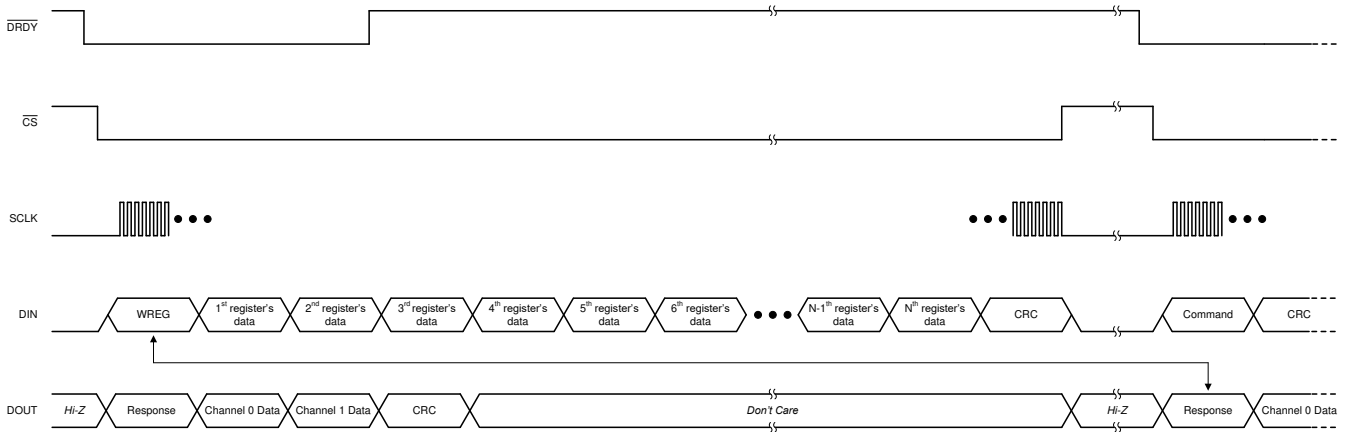 DRDY
CS
SCLK
DIN
WREG
1st register's
data
2nd register's
data
3rd register's
data
4th register's
data
5th register's
data
6th register's
data
N-1th register's
data
Nth register's
data
CRC
Command
CRC
DOUT
Hi-Z
Response
Channel 0 Data
Channel 1 Data
CRC
Don't Care
Hi-Z
Response
Channel 0 Data